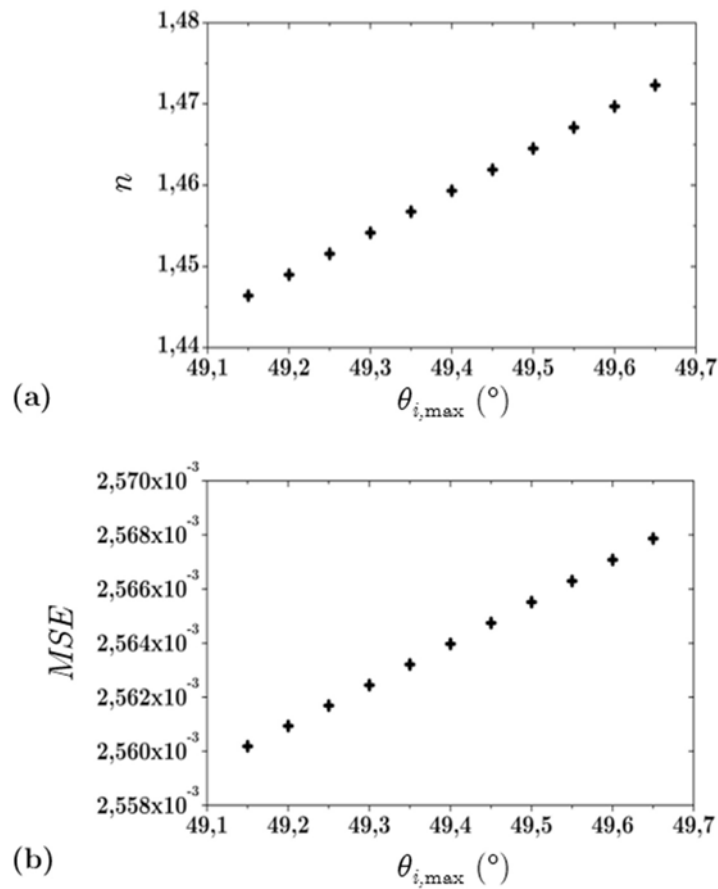 1,48
1,47
1,46
1,45
1,44
n
49,1 49,2 49,3 49,4 49,5 49,6 49,7
(a)
θi,max (°)
2,570x10-3
2,568x10-3
2,566x10-3
2,564x10-3
2,562x10-3
2,560x10-3
2,558x10-3
MSE
49,1 49,2 49,3 49,4 49,5 49,6 49,7
(b)
θi,max (°)